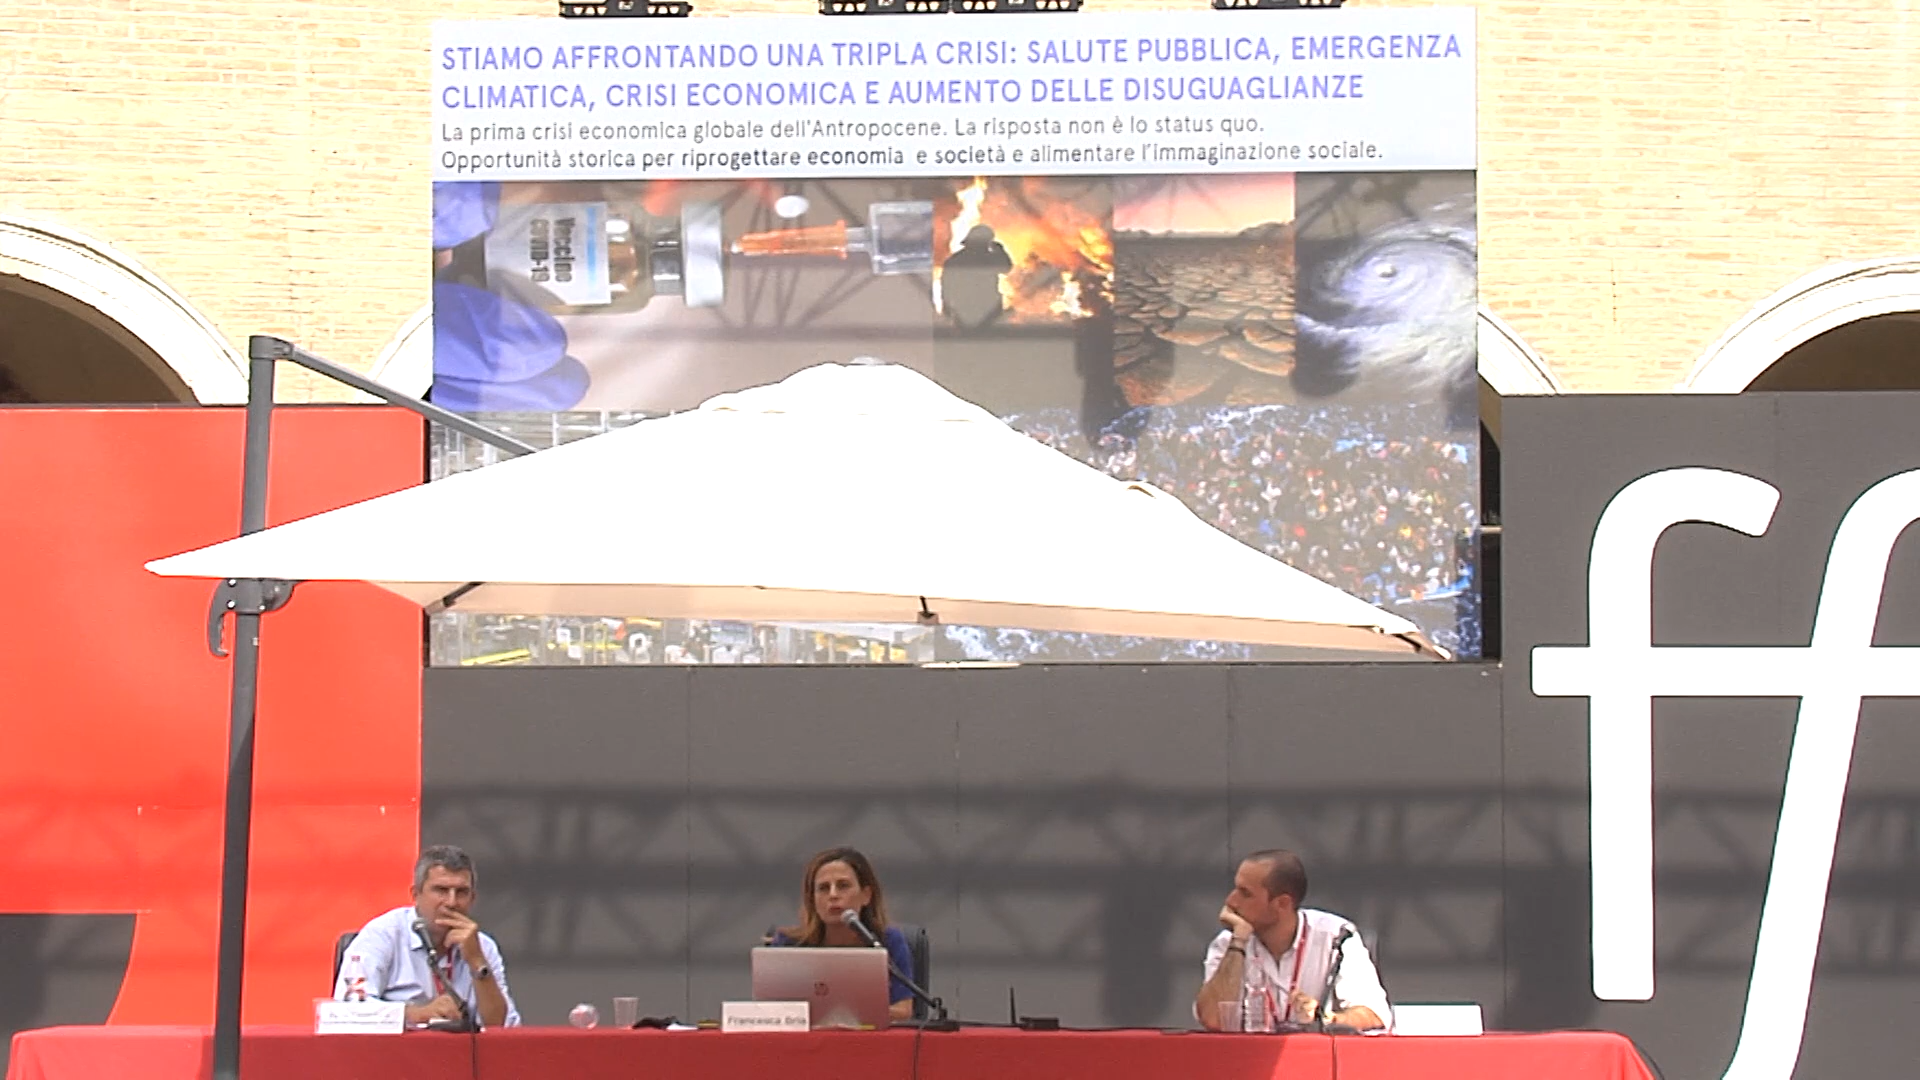 STIAMO AFFRONTANDO UNA TRIPLA CRISI: SALUTE PUBBLICA, EMERGENZA
CLIMATICA, CRISI ECONOMICA E AUMENTO DELLE DISUGUAGLIANZE
La prima crisi economica globale dell'Antropocene. La risposta non è lo status quo.
Opportunità storica per riprogettare economia e società e alimentare l'immaginazione sociale.
Vaccino
COVID-19
ff
hp
Francesca Bria